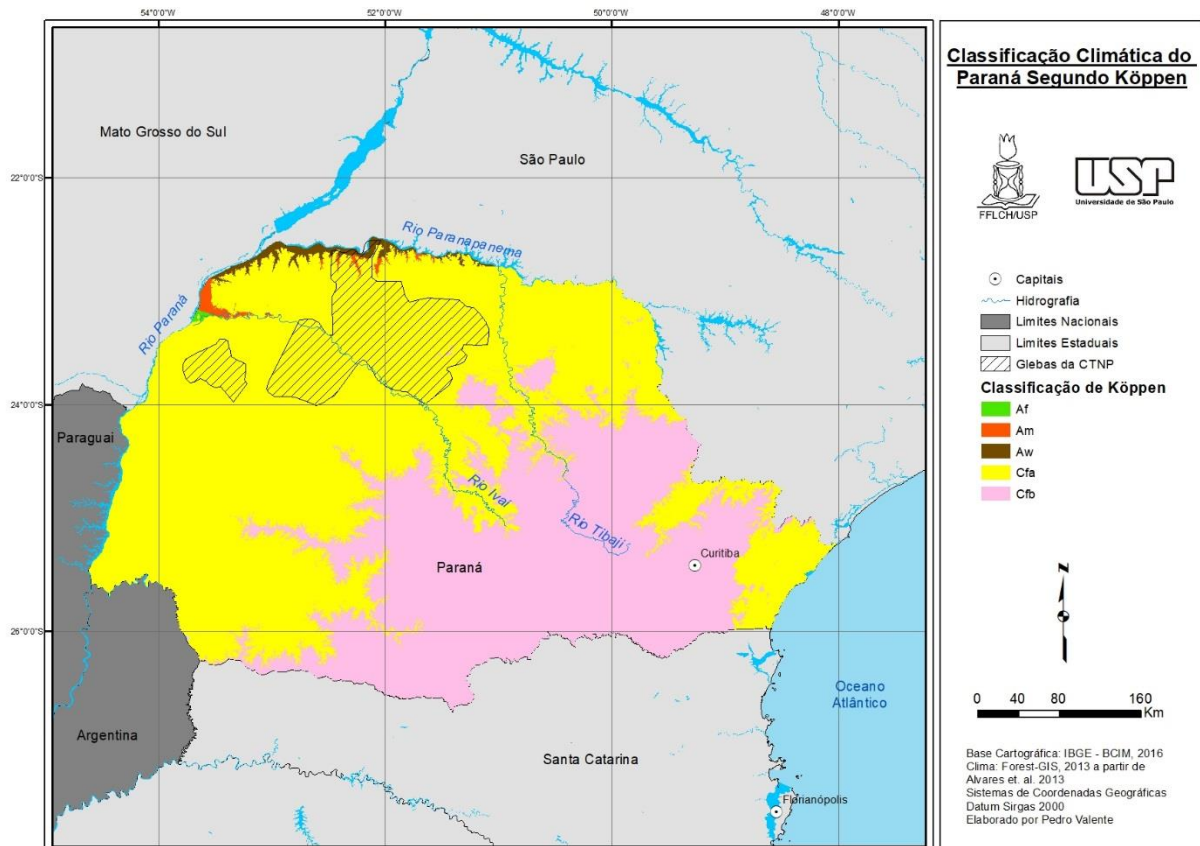 54°0'0"O
52°0'0"O
50°0'0"O
48°0'0"O
22°0'0"S
24°0'0"S
26°0'0"S
Mato Grosso do Sul
São Paulo
Rio Paranapanema
Rio Paraná
Paraguai
Rio Ivaí
Rio Tibaji
Curitiba
Paraná
Argentina
Oceano
Atlântico
Santa Catarina
Florianópolis
Classificação Climática do
Paraná Segundo Köppen
FFLCH/USP
USP
Universidade de São Paulo
Capitais
Hidrografia
Limites Nacionais
Limites Estaduais
Glebas da CTNP
Classificação de Köppen
Af
Am
Aw
Cfa
Cfb
N
0 40 80 160
Km
Base Cartográfica: IBGE - BCIM, 2016
Clima: Forest-GIS, 2013 a partir de
Alvares et. al. 2013
Sistemas de Coordenadas Geográficas
Datum Sirgas 2000
Elaborado por Pedro Valente